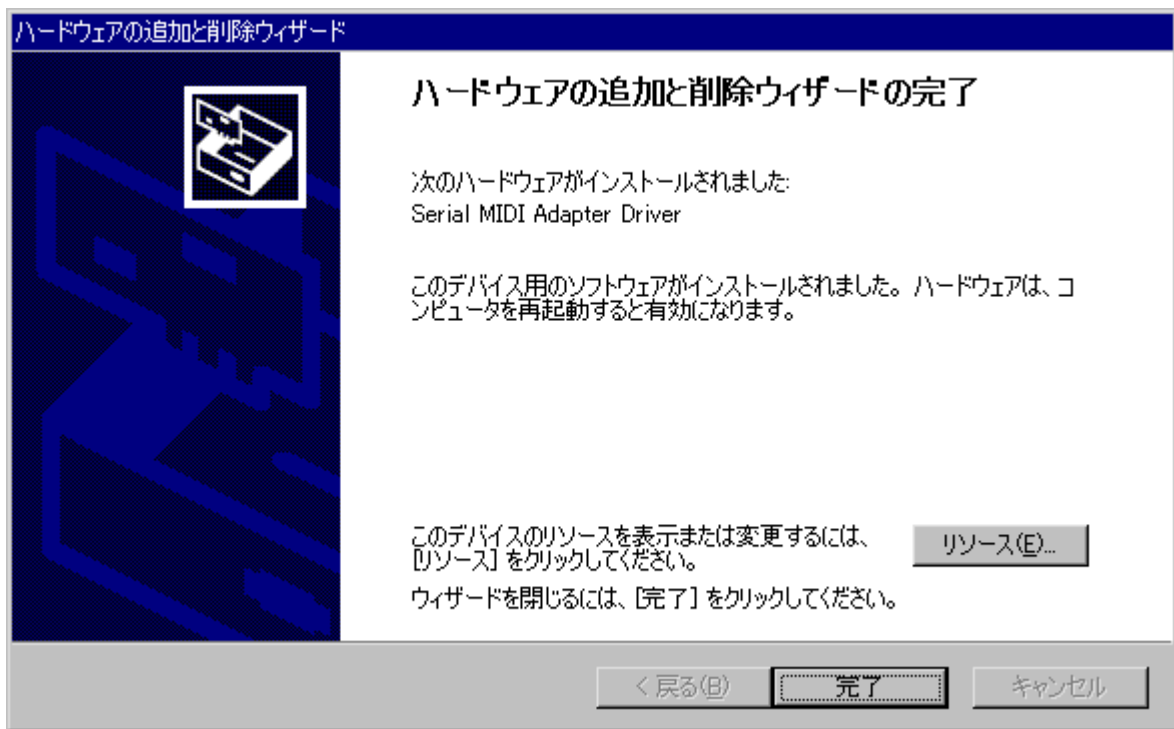 ハードウェアの追加と削除ウィザード
ハードウェアの追加と削除ウィザードの完了
次のハードウェアがインストールされました:
Serial MIDI Adapter Driver
このデバイス用のソフトウェアがインストールされました。ハードウェアは、コ
ンピュータを再起動すると有効になります。
このデバイスのリソースを表示または変更するには、
[リソース] をクリックしてください。
リソース(E)...
ウィザードを閉じるには、[完了] をクリックしてください。
< 戻る(B)
完了
キャンセル